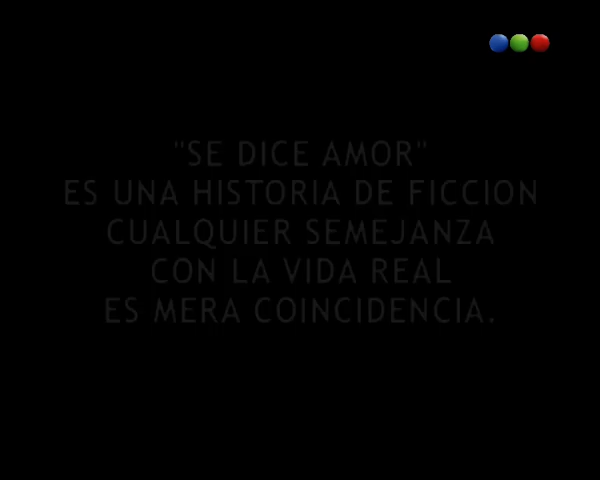 "SE DICE AMOR"
ES UNA HISTORIA DE FICCION
CUALQUIER SEMEJANZA
CON LA VIDA REAL
ES MERA COINCIDENCIA.